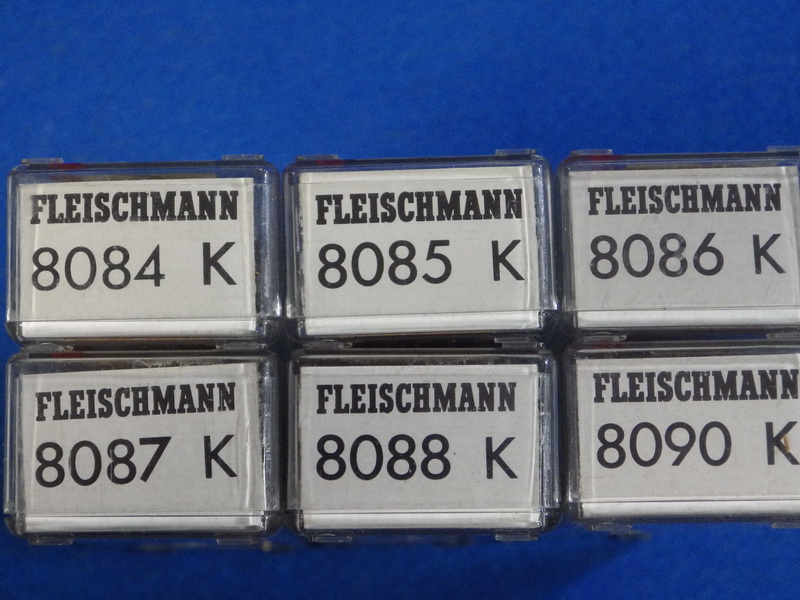 FLEISCHMANN
8084 K
FLEISCHMANN
8085 K
FLEISCHMANN
8086 K
FLEISCHMANN
8087 K
FLEISCHMANN
8088 K
FLEISCHMANN
8090 K